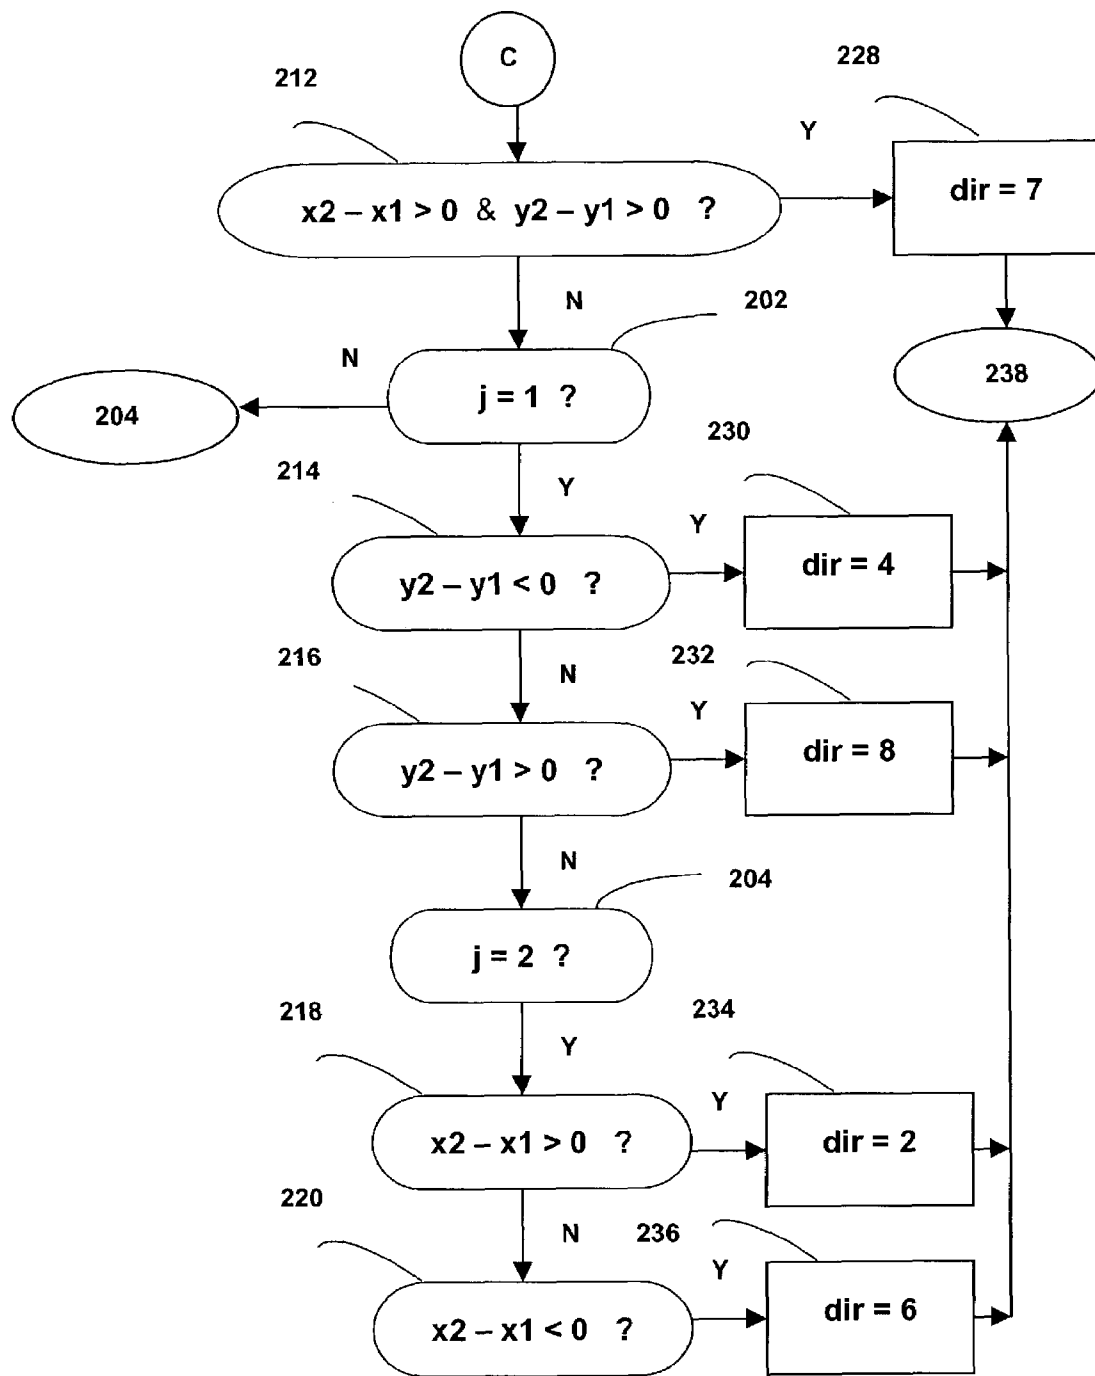 C
212
228
Y
x2 – x1 > 0 & y2 – y1 > 0 ?
dir = 7
N
202
N
j = 1 ?
238
204
214
Y
230
Y
y2 – y1 < 0 ?
dir = 4
216
N
232
Y
y2 – y1 > 0 ?
dir = 8
N
204
j = 2 ?
218
Y
234
Y
x2 – x1 > 0 ?
dir = 2
220
N
236
Y
x2 – x1 < 0 ?
dir = 6